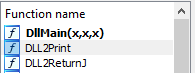 Function name
f DllMain(x,x,x)
f DLL2Print
f DLL2ReturnJ